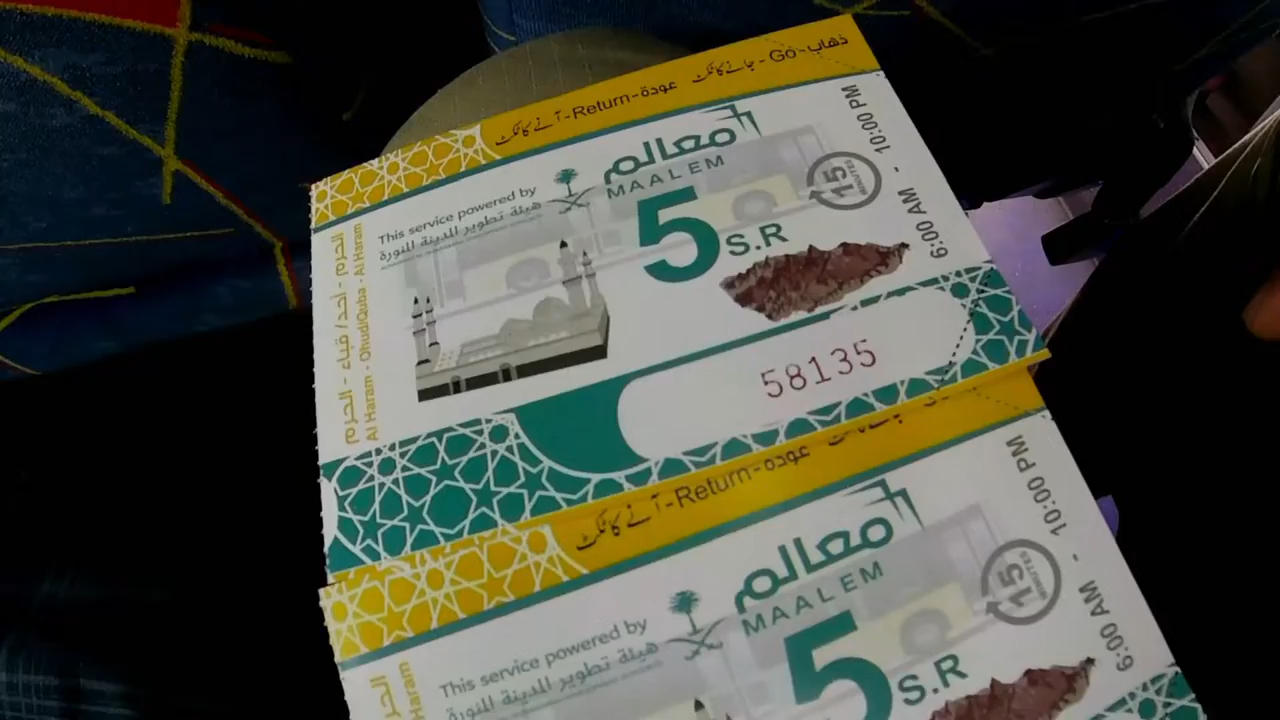 ذهاب - Go - جانے کا ٹکٹ عودة - Return - آنے کا ٹکٹ
معالم
MAALEM
This service powered by
هيئة تطوير المدينة المنورة
5 S.R
15 MINUTES
6:00 AM - 10:00 PM
الحرم - أحد / قباء - الحرم
Al Haram - Ohud/Quba - Al Haram
58135
عودة - Return - آنے کا ٹکٹ
معالم
MAALEM
This service powered by
هيئة تطوير المدينة المنورة
5 S.R
15 MINUTES
6:00 AM - 10:00 PM
Haram